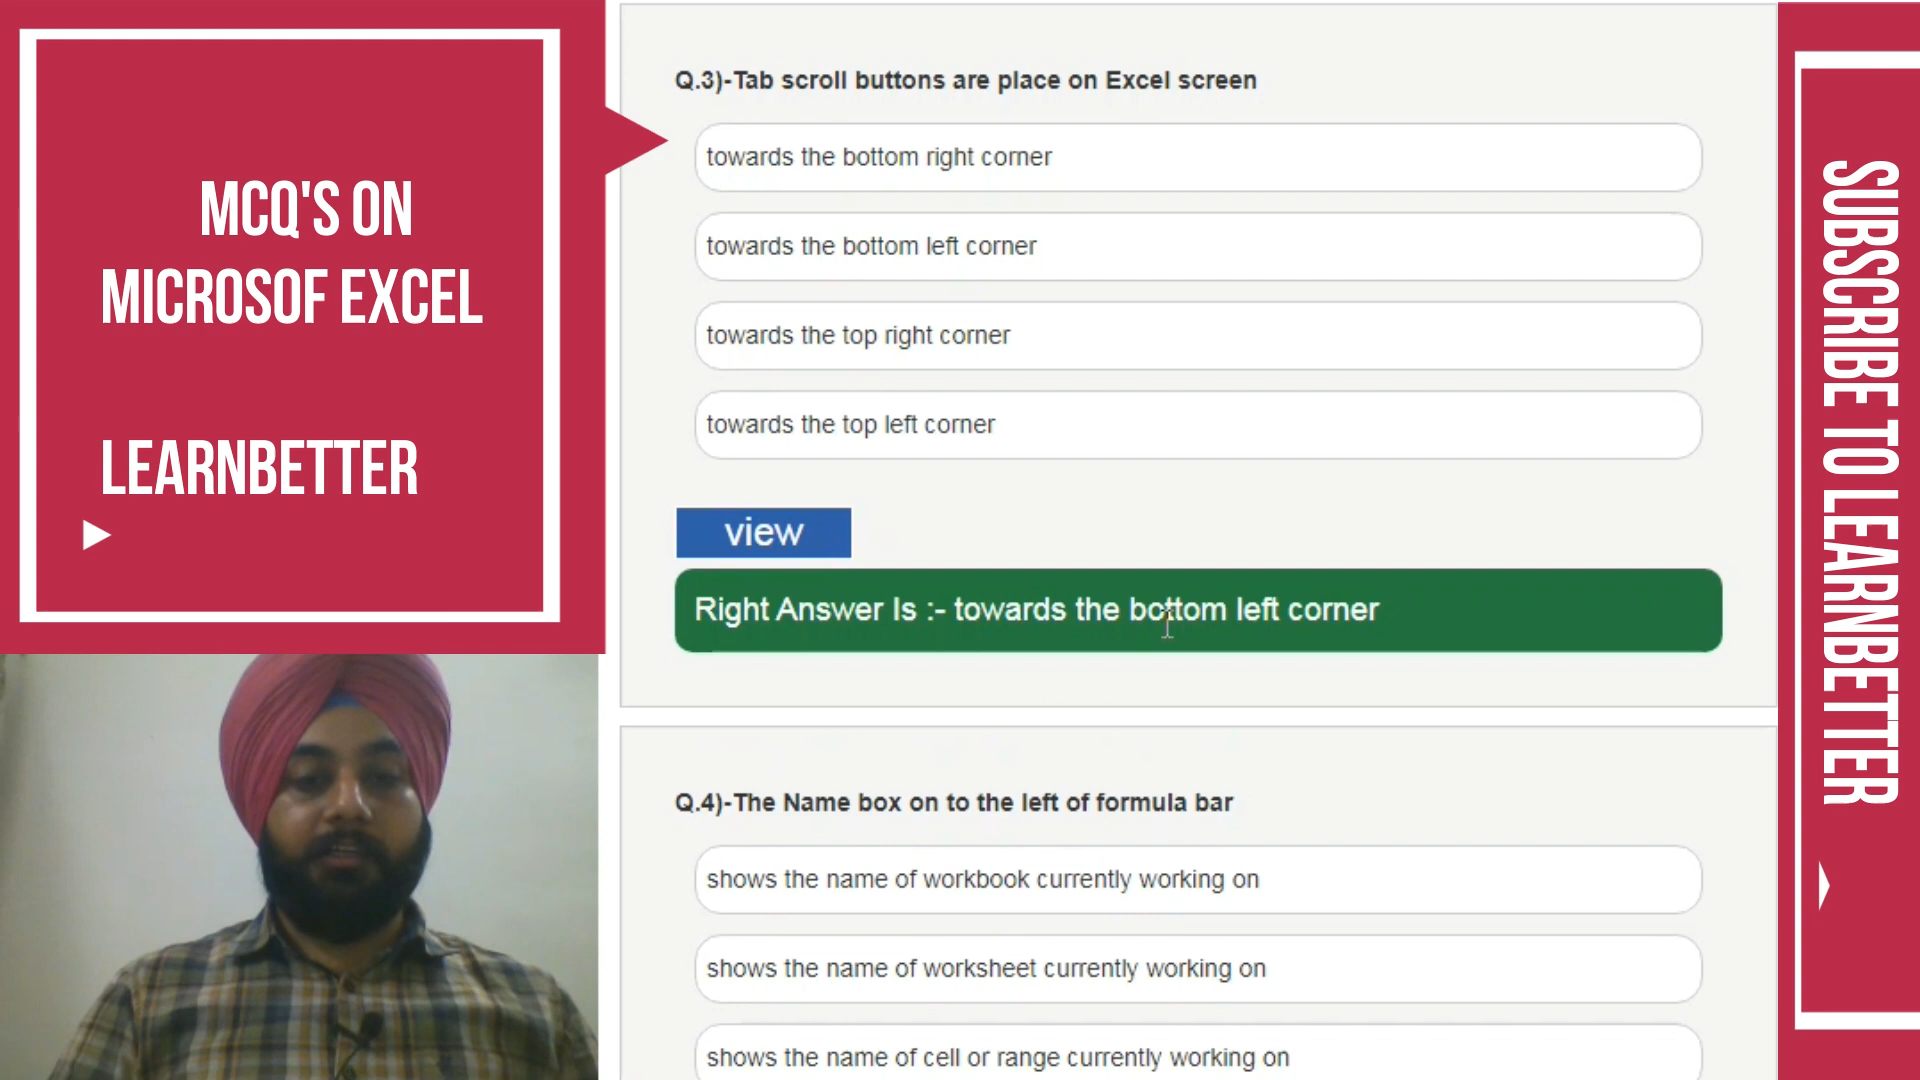 MCQ'S ON
MICROSOF EXCEL
LEARNBETTER
Q.3)-Tab scroll buttons are place on Excel screen
towards the bottom right corner
towards the bottom left corner
towards the top right corner
towards the top left corner
view
Right Answer Is :- towards the bottom left corner
Q.4)-The Name box on to the left of formula bar
shows the name of workbook currently working on
shows the name of worksheet currently working on
shows the name of cell or range currently working on
SUBSCRIBE TO LEARNBETTER